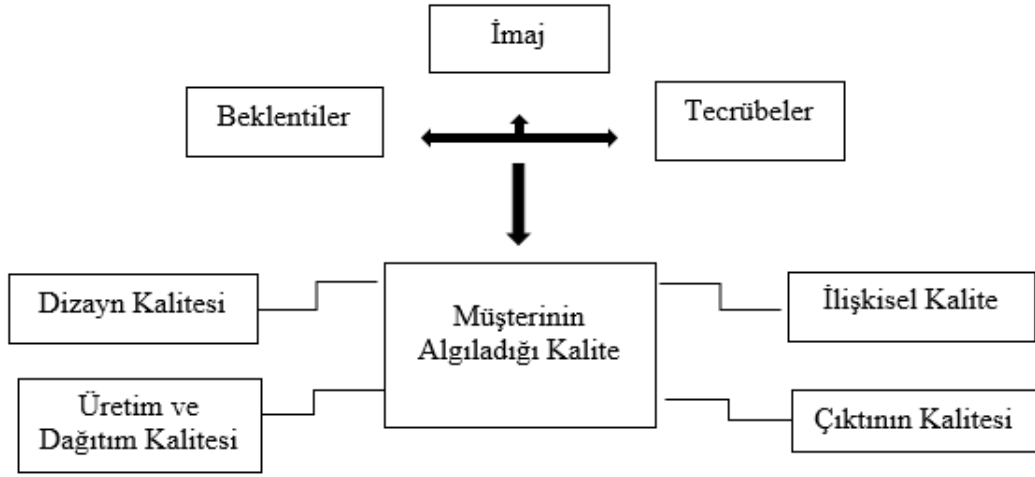 İmaj
Beklentiler
Tecrübeler
Dizayn Kalitesi
Müşterinin
Algıladığı Kalite
İlişkisel Kalite
Üretim ve
Dağıtım Kalitesi
Çıktının Kalitesi